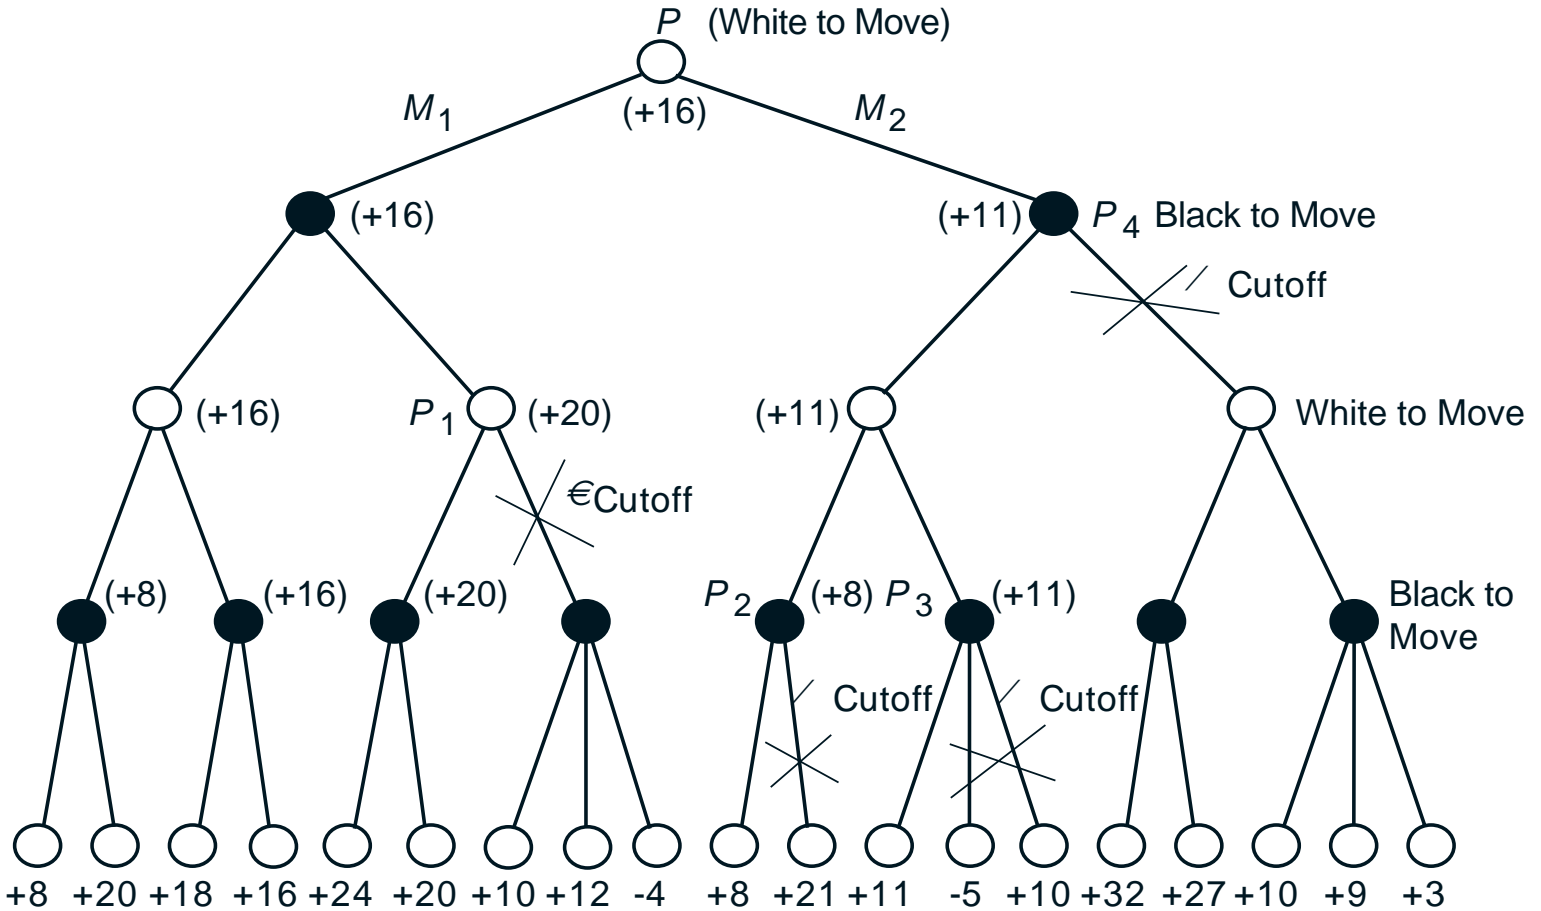 P (White to Move)
M1
(+16)
M2
(+16)
(+11)
P4 Black to Move
Cutoff
(+16)
P1
(+20)
(+11)
White to Move
€Cutoff
(+8)
(+16)
(+20)
P2
(+8)
P3
(+11)
Black to
Move
Cutoff
Cutoff
+8 +20 +18 +16 +24 +20 +10 +12 -4 +8 +21 +11 -5 +10 +32 +27 +10 +9 +3